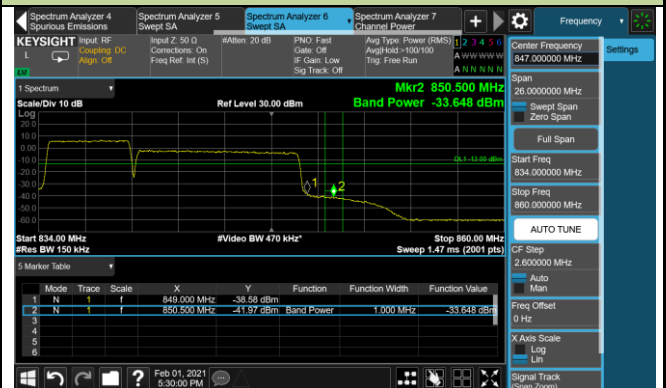 Spectrum Analyzer 4
Spurious Emissions
Spectrum Analyzer 5
Swept SA
Spectrum Analyzer 6
Swept SA
Spectrum Analyzer 7
Channel Power
Frequency
KEYSIGHT
L
LXI
Input: RF
Coupling: DC
Align: Off
Input Z: 50 Ω
Corrections: On
Freq Ref: Int (S)
#Atten: 20 dB
PNO: Fast
Gate: Off
IF Gain: Low
Sig Track: Off
Avg Type: Power (RMS)
Avg|Hold:>100/100
Trig: Free Run
1 2 3 4 5 6
A W W W W W
A N N N N N
1 Spectrum
Scale/Div 10 dB
Ref Level 30.00 dBm
Mkr2 850.500 MHz
Band Power -33.648 dBm
Log
20.0
10.0
0.00
-10.0
-20.0
-30.0
-40.0
-50.0
-60.0
DL1 -13.00 dBm
1
2
Start 834.00 MHz
#Res BW 150 kHz
#Video BW 470 kHz*
Stop 860.00 MHz
Sweep 1.47 ms (2001 pts)
5 Marker Table
Mode Trace Scale X Y Function Function Width Function Value
1 N 1 f 849.000 MHz -38.58 dBm
2 N 1 f 850.500 MHz -41.97 dBm Band Power 1.000 MHz -33.648 dBm
3
4
5
6
Feb 01, 2021
5:30:00 PM
Settings
Center Frequency
847.000000 MHz
Span
26.0000000 MHz
Swept Span
Zero Span
Full Span
Start Freq
834.000000 MHz
Stop Freq
860.000000 MHz
AUTO TUNE
CF Step
2.600000 MHz
Auto
Man
Freq Offset
0 Hz
X Axis Scale
Log
Lin
Signal Track
(Span Zoom)